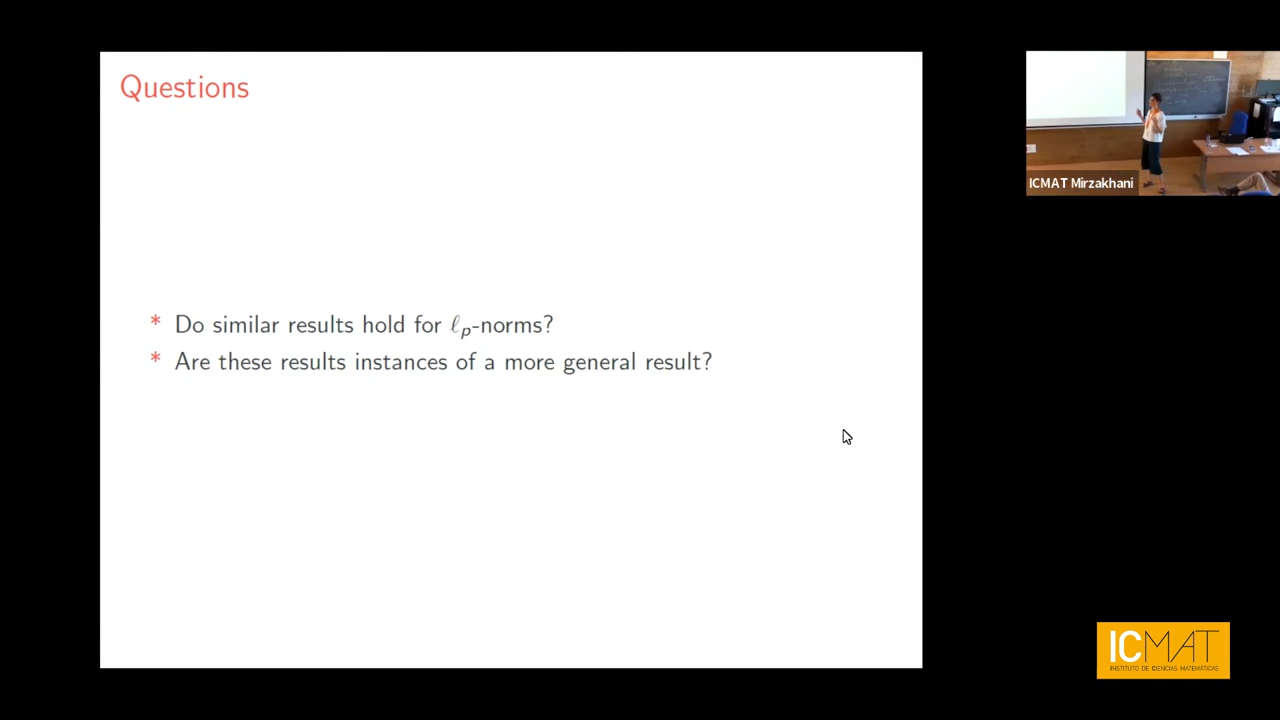 Questions
* Do similar results hold for ℓp-norms?
* Are these results instances of a more general result?
ICMAT Mirzakhani
ICMAT
INSTITUTO DE CIENCIAS MATEMÁTICAS